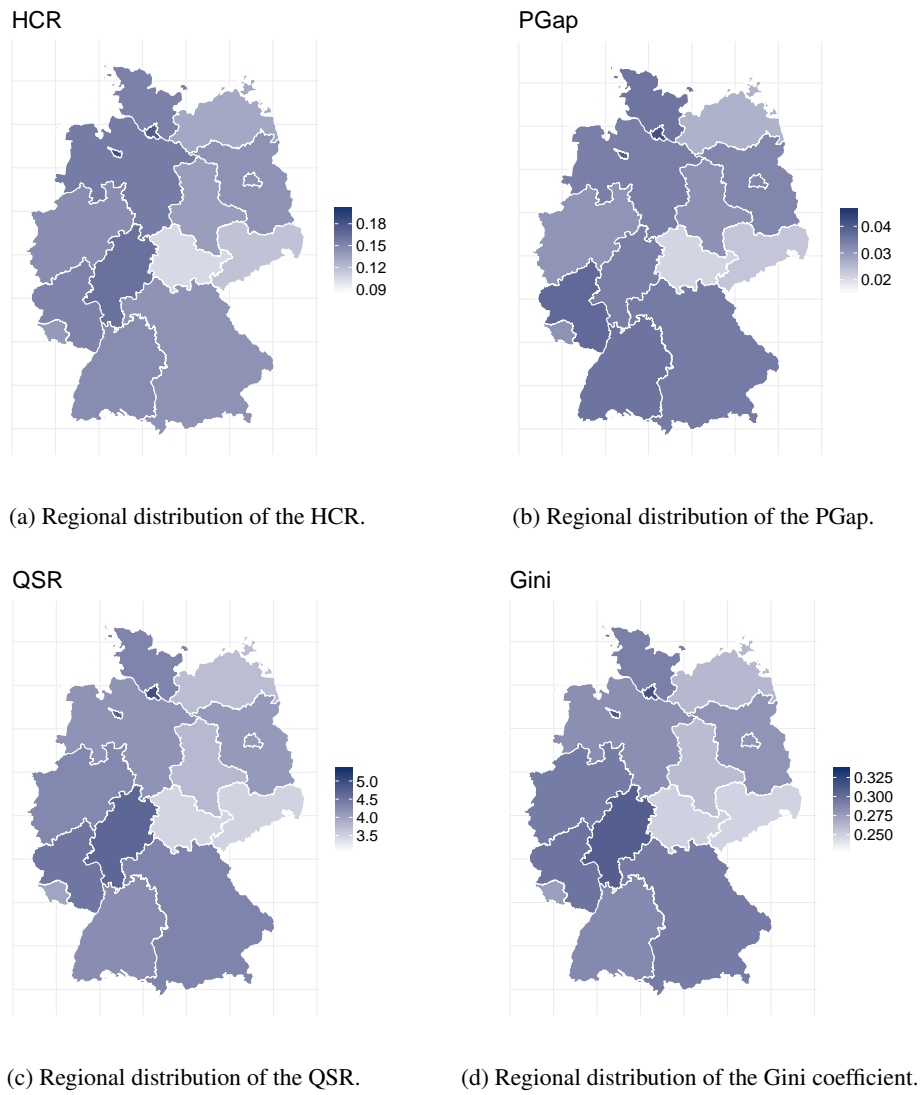 HCR
0.18
0.15
0.12
0.09
(a) Regional distribution of the HCR.
PGap
0.04
0.03
0.02
(b) Regional distribution of the PGap.
QSR
5.0
4.5
4.0
3.5
(c) Regional distribution of the QSR.
Gini
0.325
0.300
0.275
0.250
(d) Regional distribution of the Gini coefficient.